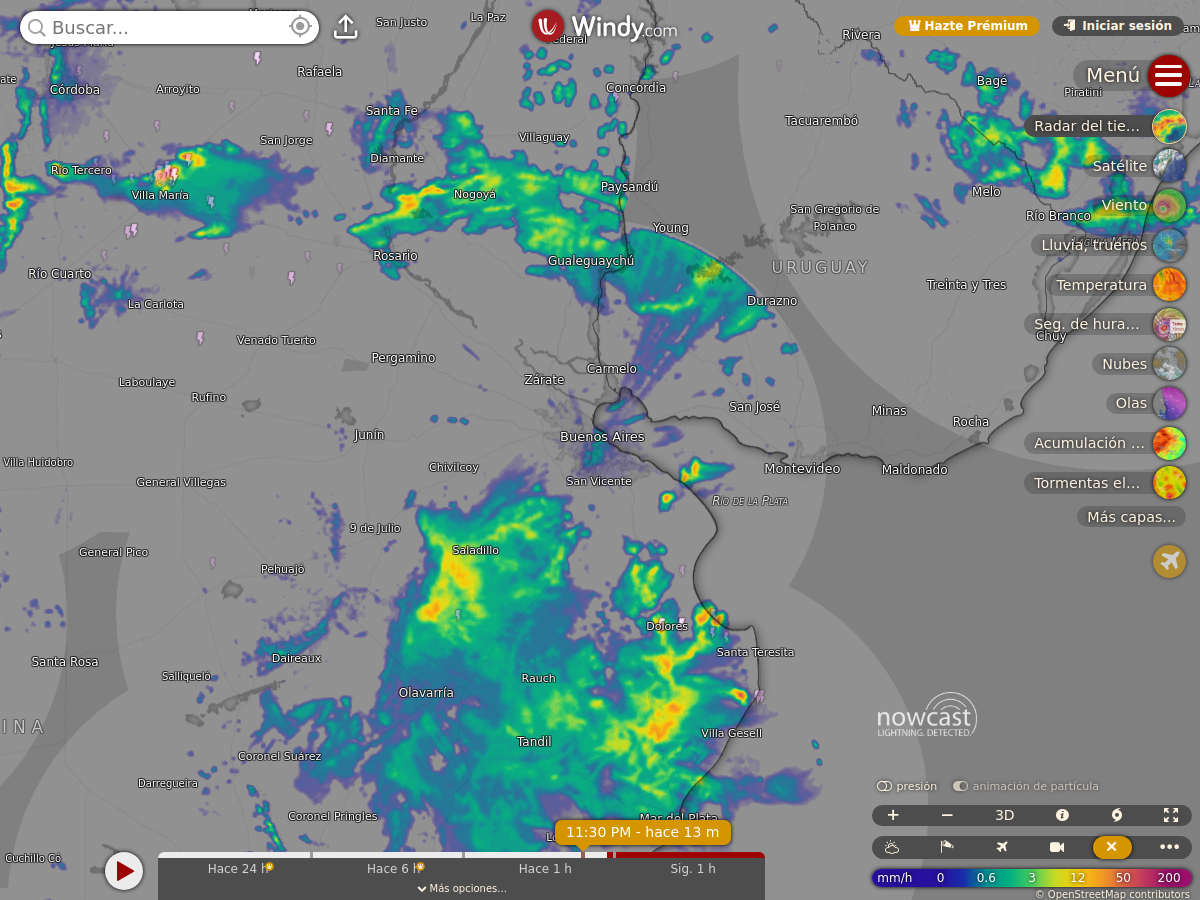 Buscar...
San Justo
La Paz
Windy.com
Federal
Rivera
Hazte Prémium
Iniciar sesión
Jesús María
Rafaela
Menú
Córdoba
Arroyito
Concordia
Bagé
Piratini
Santa Fe
Tacuarembó
Radar del tie...
San Jorge
Villaguay
Diamante
Satélite
Río Tercero
Villa María
Nogoyá
Paysandú
Melo
Viento
San Gregorio de
Polanco
Río Branco
Young
Lluvia, truenos
Rosario
Gualeguaychú
URUGUAY
Río Cuarto
Treinta y Tres
Temperatura
La Carlota
Durazno
Seg. de hura...
Chuy
Venado Tuerto
Pergamino
Carmelo
Nubes
Laboulaye
Zárate
Rufino
San José
Minas
Olas
Rocha
Junín
Buenos Aires
Acumulación ...
Villa Huidobro
Chivilcoy
Montevideo
Maldonado
General Villegas
San Vicente
Tormentas el...
Río de la Plata
Más capas...
9 de Julio
General Pico
Saladillo
Pehuajó
Dolores
Santa Rosa
Daireaux
Santa Teresita
Salliqueló
Rauch
Olavarría
INA
nowcast
LIGHTNING. DETECTED.
Tandil
Villa Gesell
Coronel Suárez
Darregueira
presión
animación de partícula
Coronel Pringles
Mar del Plata
3D
11:30 PM - hace 13 m
Cuchillo Có
Hace 24 h
Hace 6 h
Hace 1 h
Sig. 1 h
mm/h 0 0.6 3 12 50 200
Más opciones...
© OpenStreetMap contributors